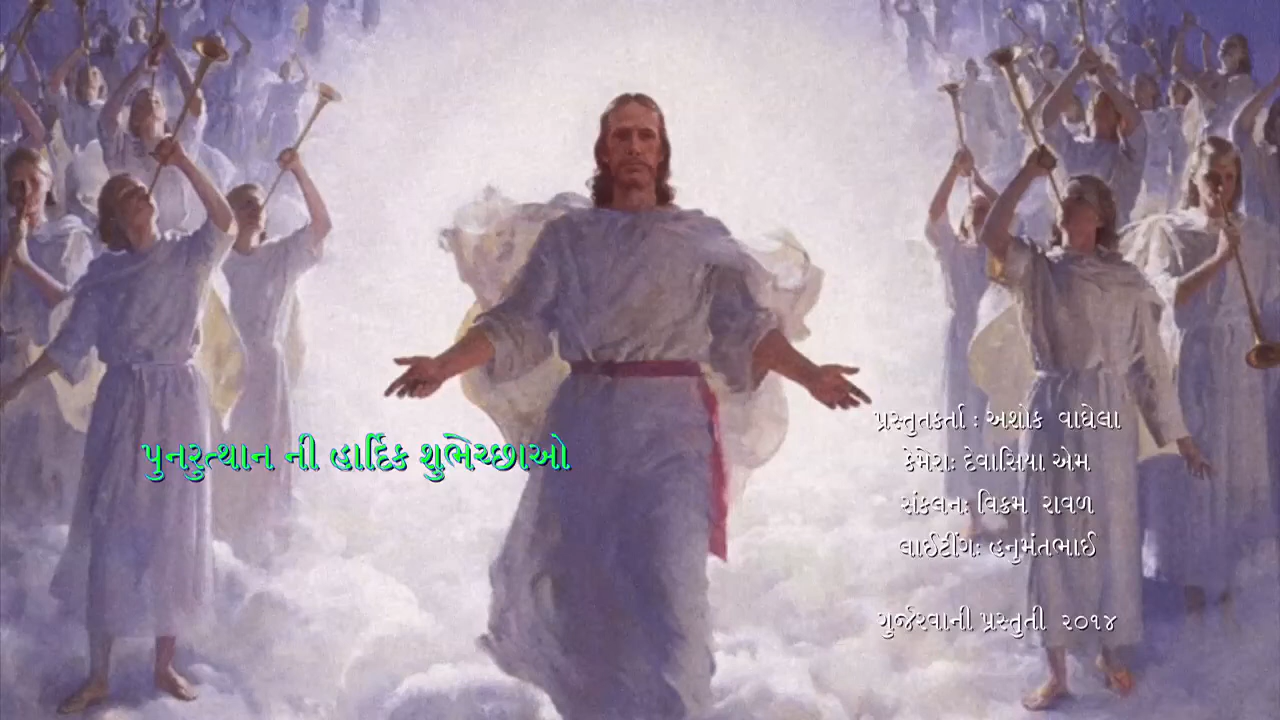 પુનરુત્થાન ની હાર્દિક શુભેચ્છાઓ
પ્રસ્તુતકર્તા : અશોક વાઘેલા
કેમેરાઃ દેવાસિયા એમ
સંકલનઃ વિક્રમ રાવળ
લાઈટીંગઃ હનુમંતભાઈ
ગુર્જરવાની પ્રસ્તુતી ૨૦૧૪